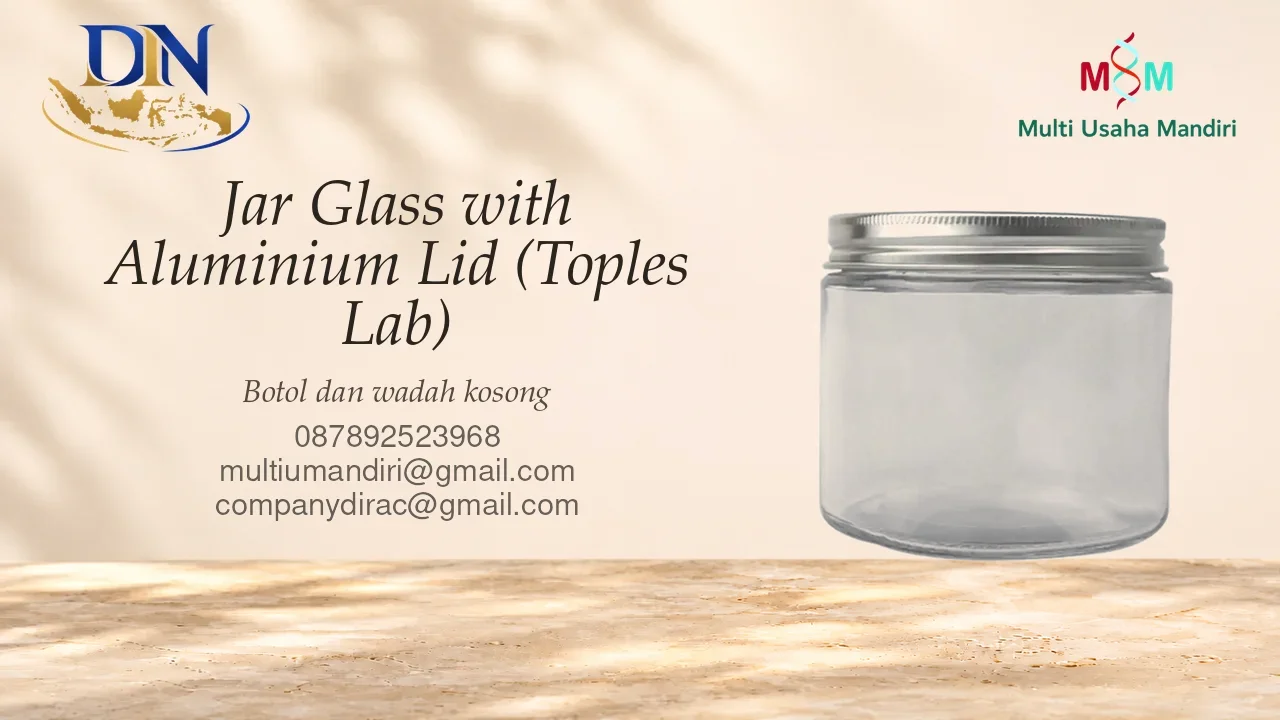 DIN
M M
Multi Usaha Mandiri
Jar Glass with
Aluminium Lid (Toples
Lab)
Botol dan wadah kosong
087892523968
multiumandiri@gmail.com
companydirac@gmail.com